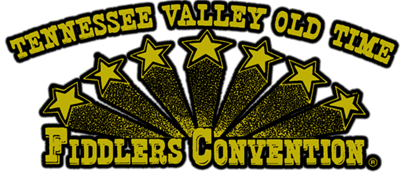 TENNESSEE VALLEY OLD TIME
FIDDLERS CONVENTION®